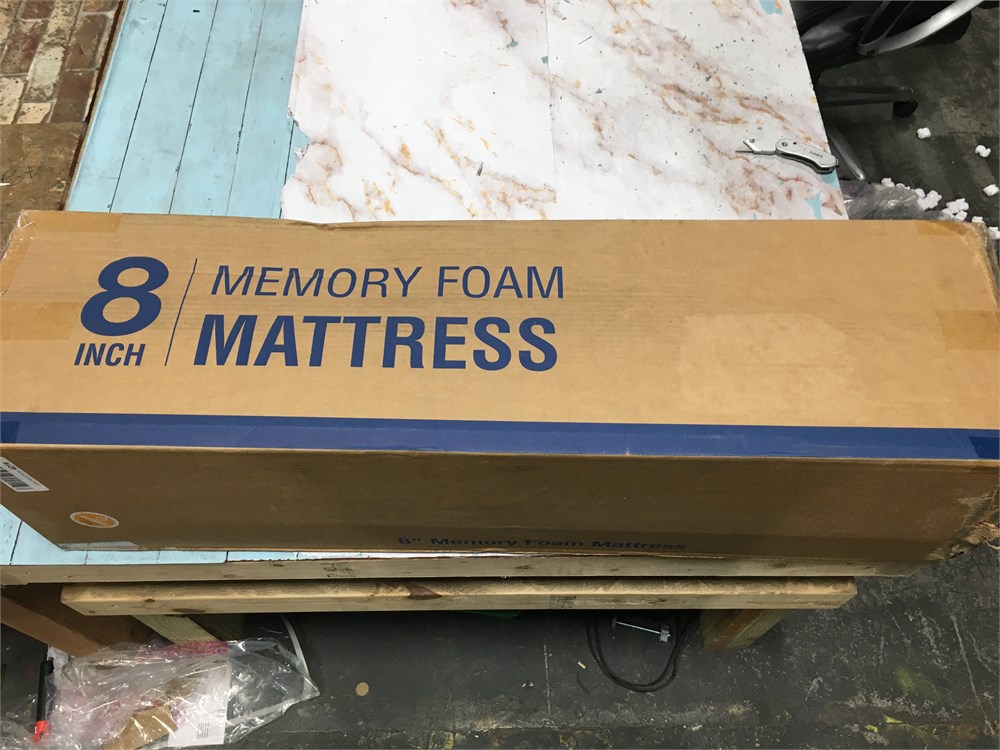 8
INCH
MEMORY FOAM
MATTRESS
8" Memory Foam Mattress